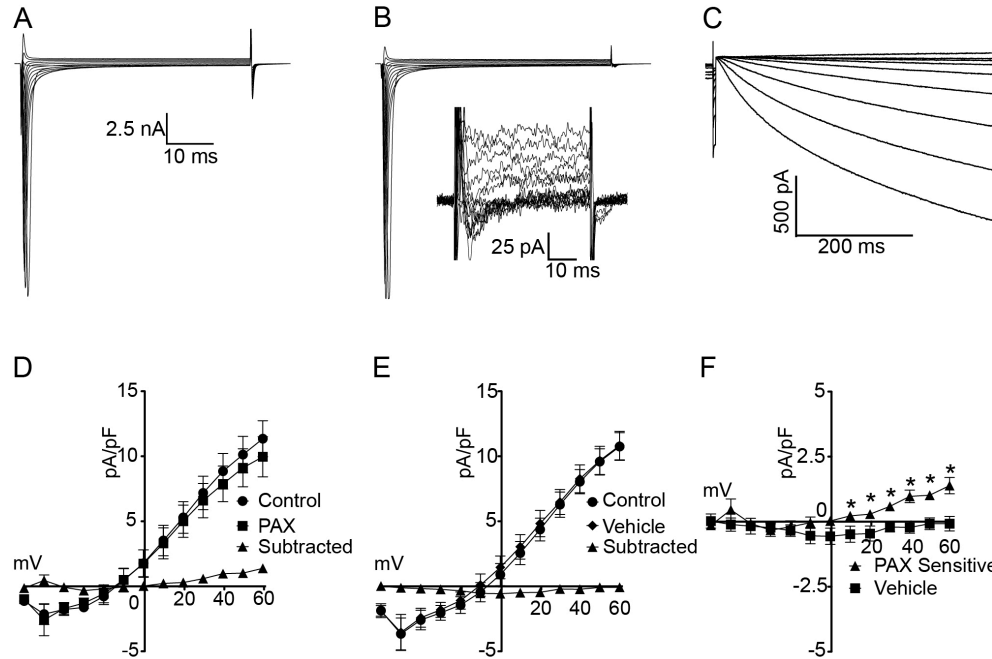 A
B
C
2.5 nA
10 ms
25 pA
10 ms
500 pA
200 ms
D
E
F
15
10
5
-5
pA/pF
mV
0
20
40
60
Control
PAX
Subtracted
15
10
5
-5
pA/pF
mV
0
20
40
60
Control
Vehicle
Subtracted
5
2.5
0
-2.5
-5
pA/pF
mV
20
40
60
* * * * * *
PAX Sensitive
Vehicle